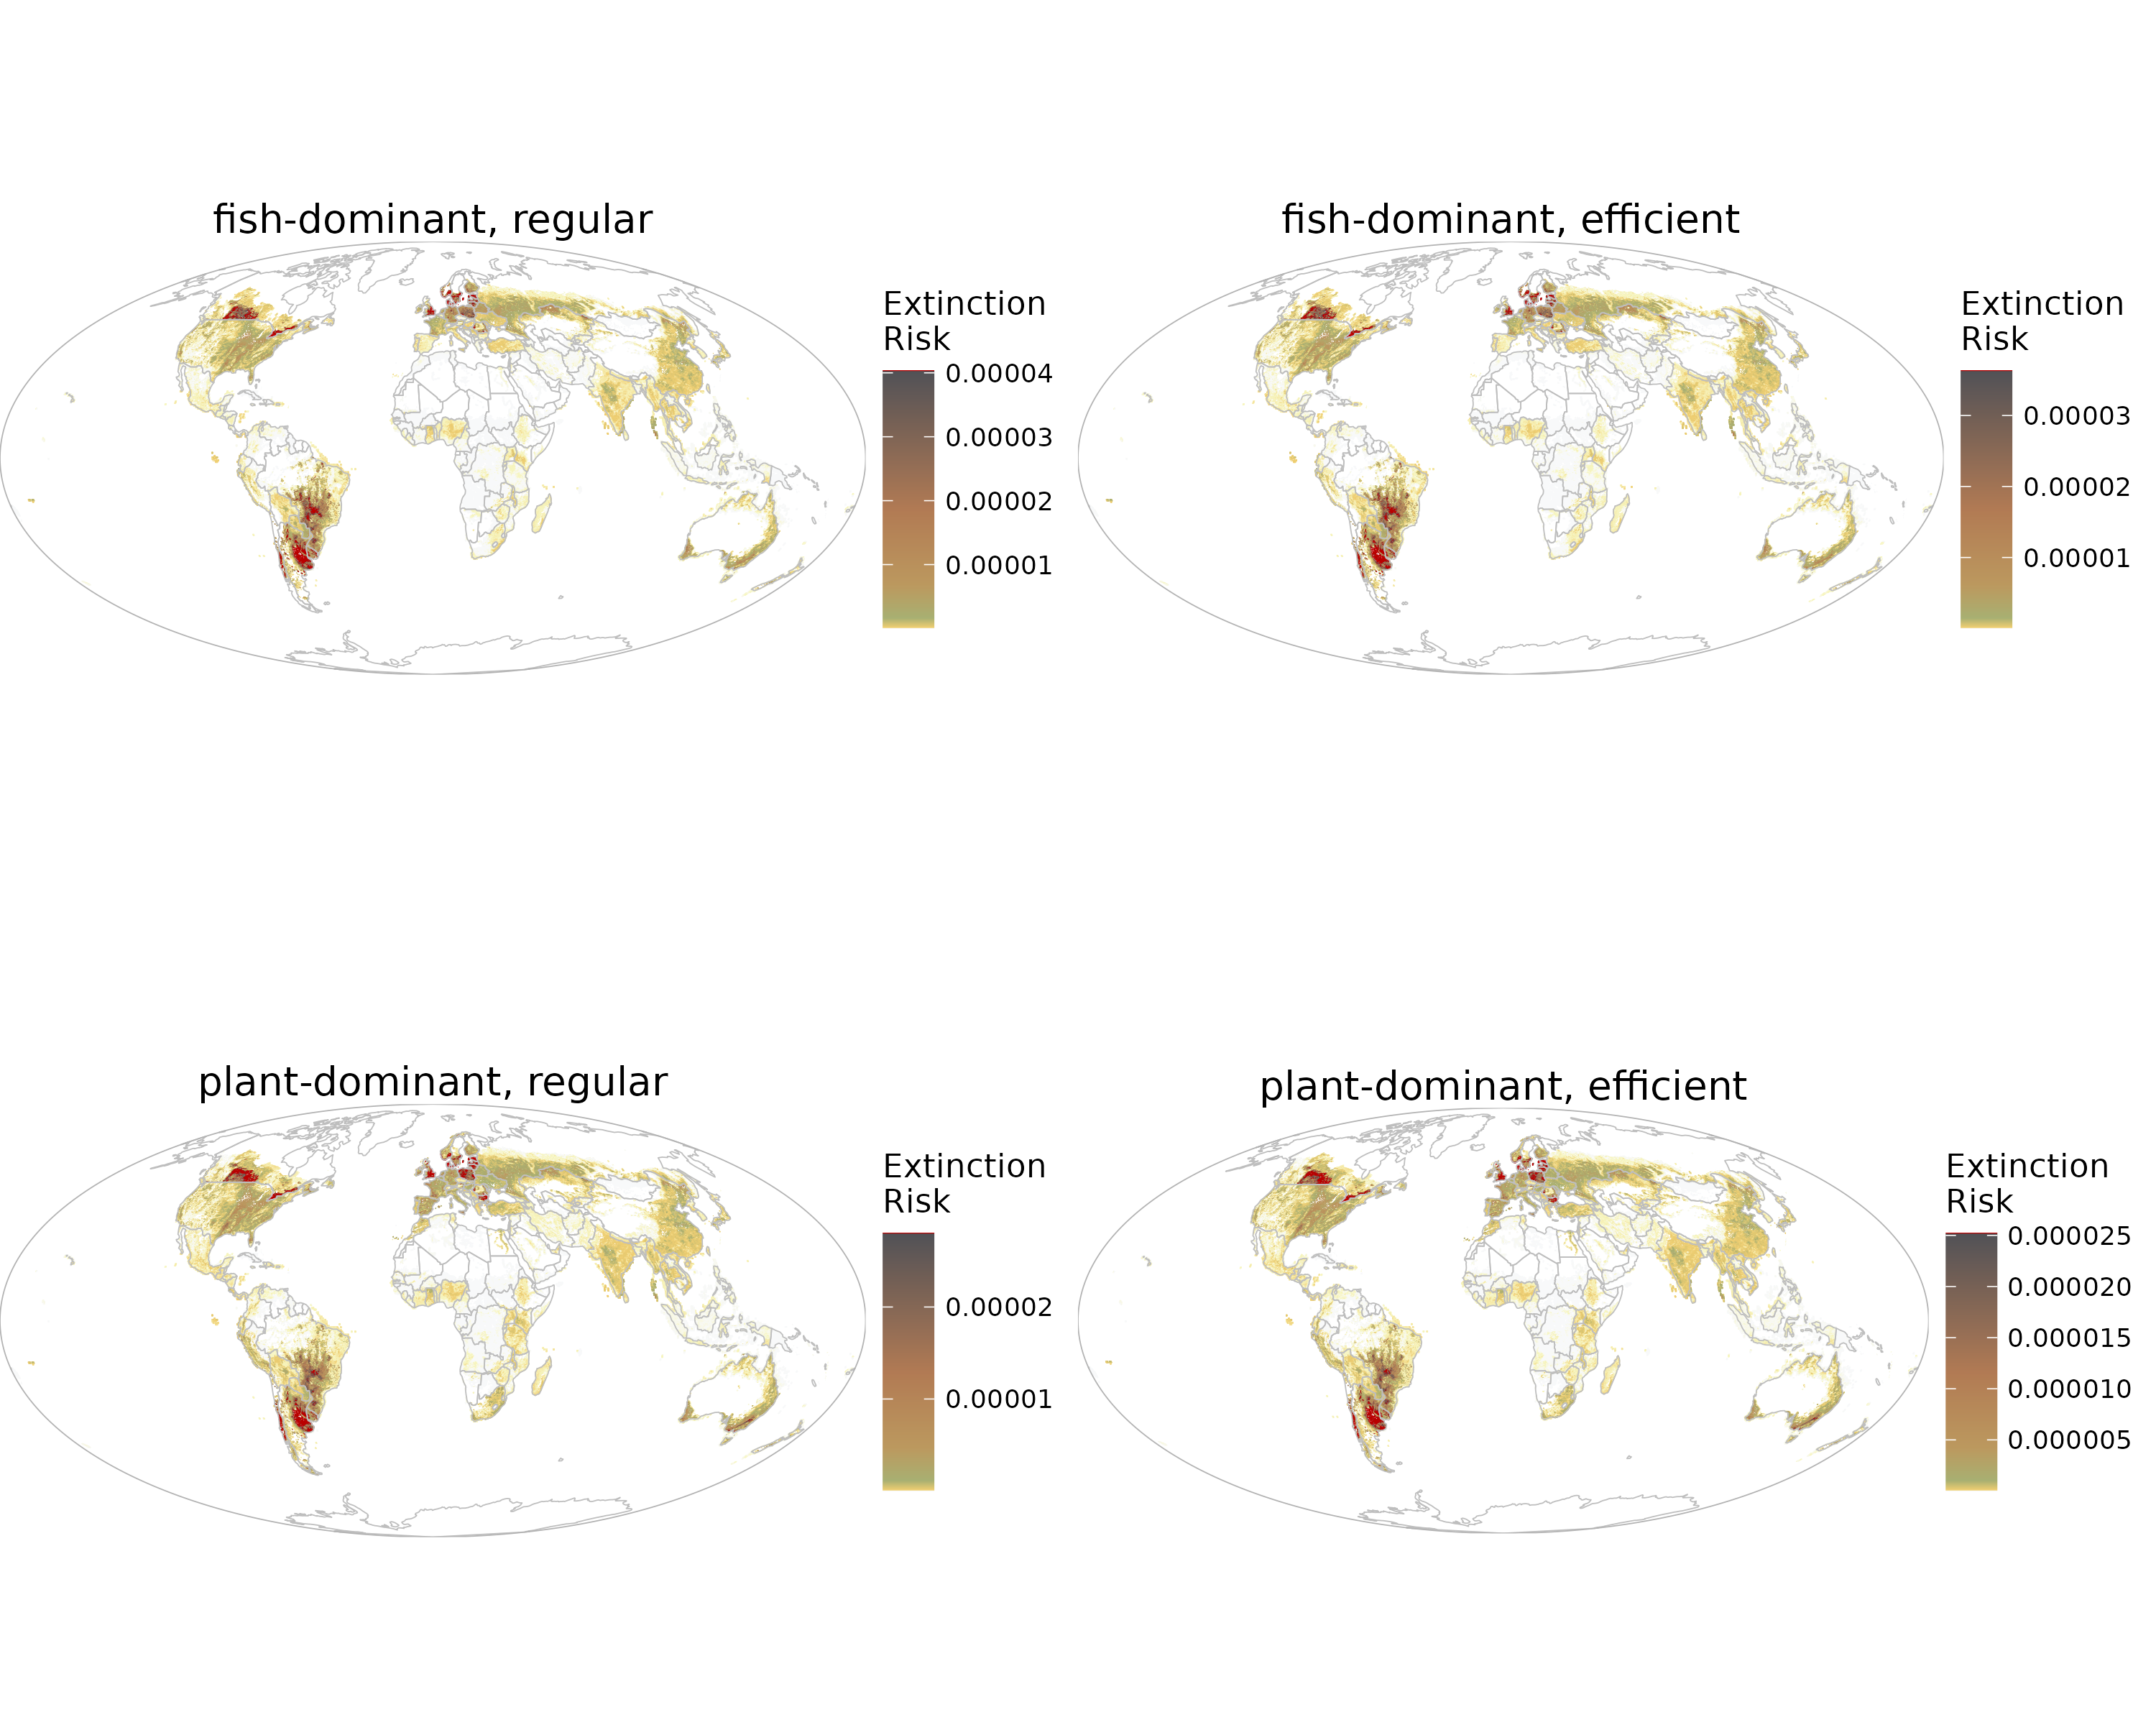 fish-dominant, regular
Extinction
Risk
0.00004
0.00003
0.00002
0.00001
fish-dominant, efficient
Extinction
Risk
0.00003
0.00002
0.00001
plant-dominant, regular
Extinction
Risk
0.00002
0.00001
plant-dominant, efficient
Extinction
Risk
0.000025
0.000020
0.000015
0.000010
0.000005